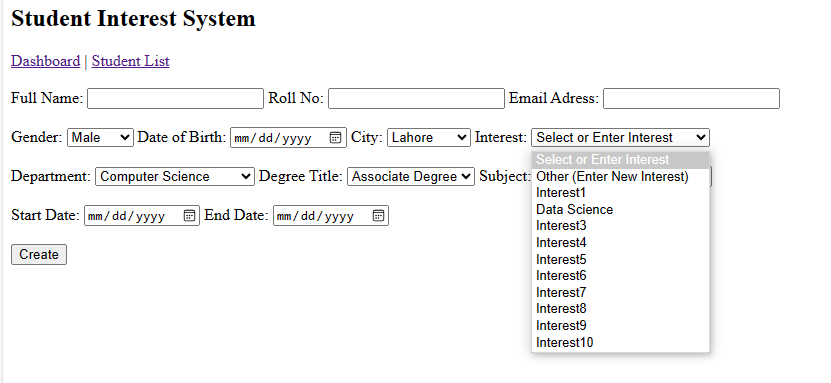 Student Interest System
Dashboard | Student List
Full Name: Roll No: Email Adress:
Gender: Male Date of Birth: mm/dd/yyyy City: Lahore Interest: Select or Enter Interest
Select or Enter Interest
Other (Enter New Interest)
Interest1
Data Science
Interest3
Interest4
Interest5
Interest6
Interest7
Interest8
Interest9
Interest10
Department: Computer Science Degree Title: Associate Degree Subject:
Start Date: mm/dd/yyyy End Date: mm/dd/yyyy
Create